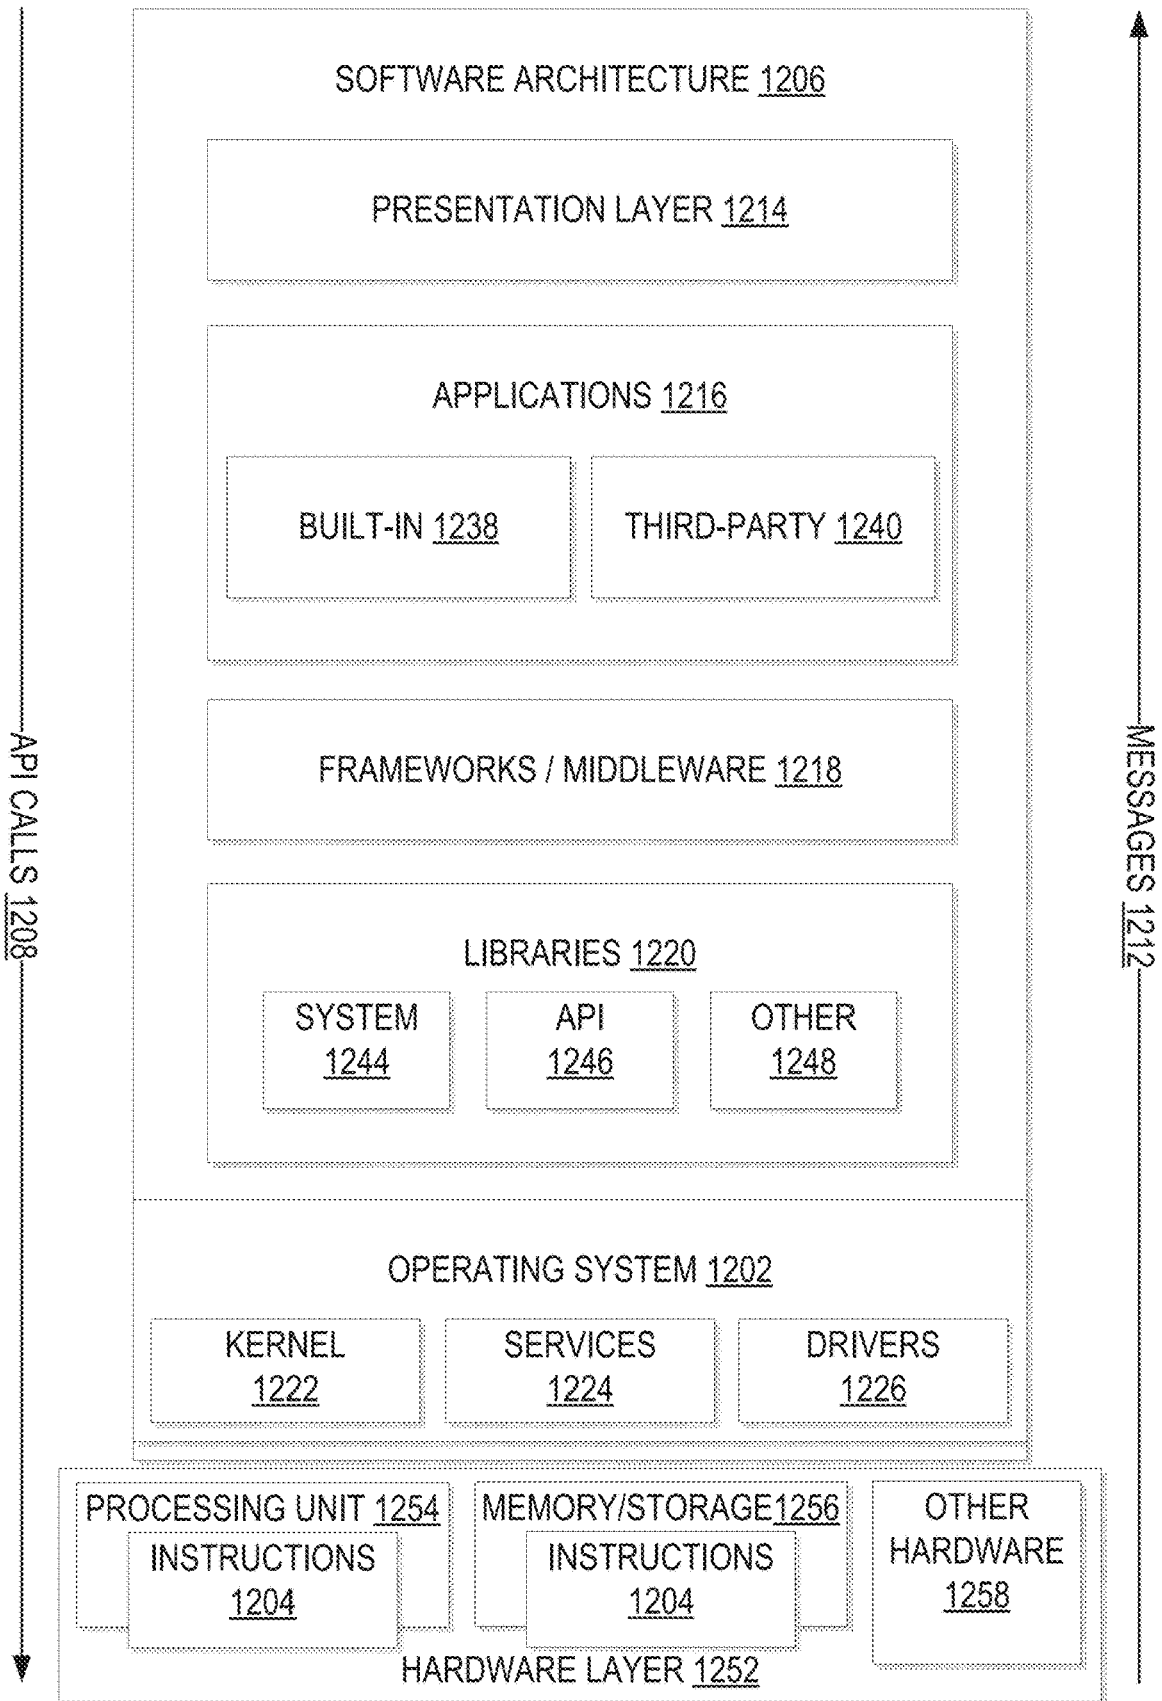 SOFTWARE ARCHITECTURE 1206
PRESENTATION LAYER 1214
APPLICATIONS 1216
BUILT-IN 1238
THIRD-PARTY 1240
FRAMEWORKS / MIDDLEWARE 1218
LIBRARIES 1220
SYSTEM
1244
API
1246
OTHER
1248
OPERATING SYSTEM 1202
KERNEL
1222
SERVICES
1224
DRIVERS
1226
PROCESSING UNIT 1254
INSTRUCTIONS
1204
MEMORY/STORAGE1256
INSTRUCTIONS
1204
OTHER
HARDWARE
1258
HARDWARE LAYER 1252
API CALLS 1208
MESSAGES 1212